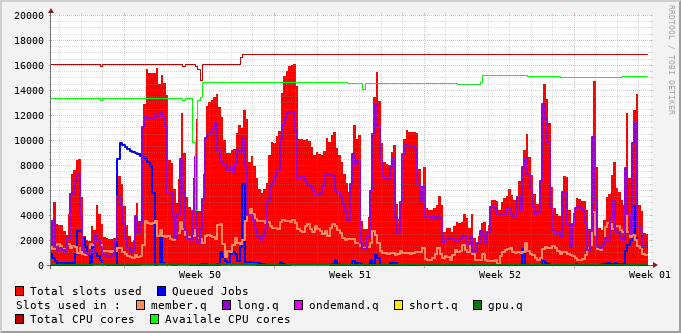 RRDTOOL / TOBI OETIKER
20000
18000
16000
14000
12000
10000
8000
6000
4000
2000
0
Week 50 Week 51 Week 52 Week 01
Total slots used Queued Jobs
Slots used in : member.q long.q ondemand.q short.q gpu.q
Total CPU cores Availale CPU cores